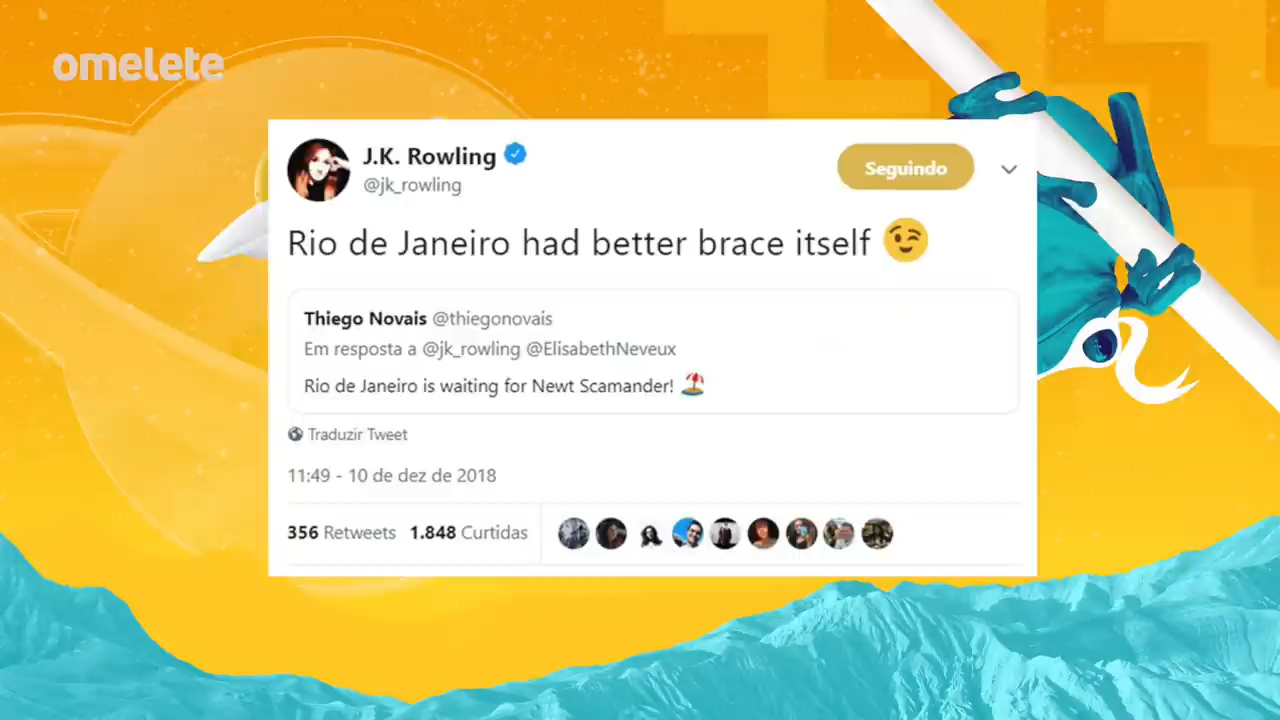 omelete
J.K. Rowling
Seguindo
@jk_rowling
Rio de Janeiro had better brace itself 😉
Thiego Novais @thiegonovais
Em resposta a @jk_rowling @ElisabethNeveux
Rio de Janeiro is waiting for Newt Scamander! 🏖️
Traduzir Tweet
11:49 - 10 de dez de 2018
356 Retweets 1.848 Curtidas